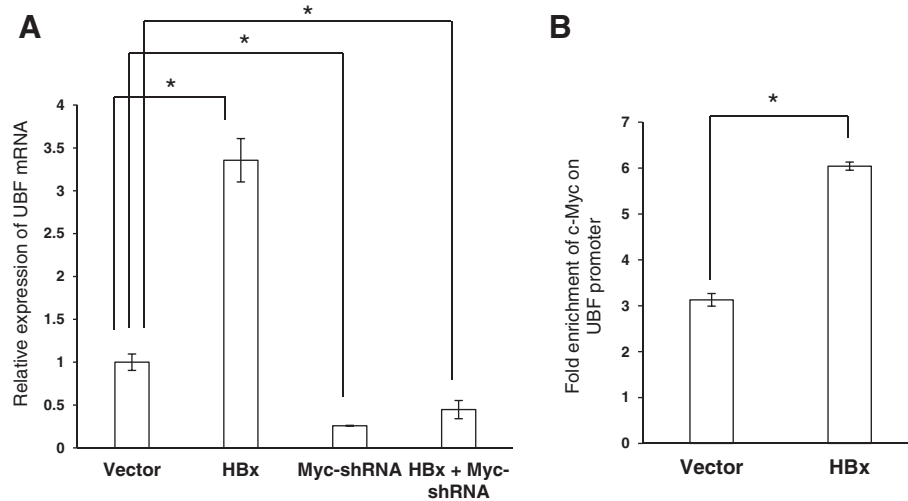 A
*
*
*
Relative expression of UBF mRNA
4
3.5
3
2.5
2
1.5
1
0.5
0
Vector
HBx
Myc-shRNA
HBx + Myc-
shRNA
B
*
Fold enrichment of c-Myc on
UBF promoter
7
6
5
4
3
2
1
0
Vector
HBx